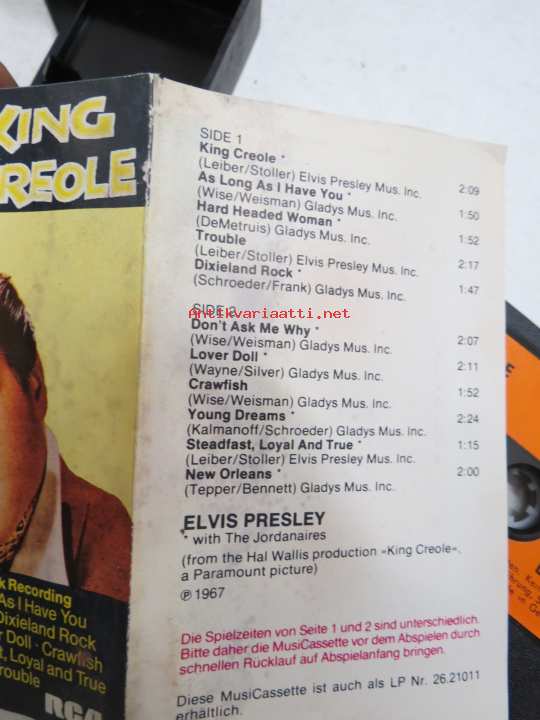 KING
CREOLE
k Recording
As I Have You
Dixieland Rock
Doll · Crawfish
t, Loyal and True
Trouble
RCA
SIDE 1
King Creole *
(Leiber/Stoller) Elvis Presley Mus. Inc. 2:09
As Long As I Have You *
(Wise/Weisman) Gladys Mus. Inc. 1:50
Hard Headed Woman *
(DeMetruis) Gladys Mus. Inc. 1:52
Trouble
(Leiber/Stoller) Elvis Presley Mus. Inc. 2:17
Dixieland Rock *
(Schroeder/Frank) Gladys Mus. Inc. 1:47
SIDE 2
Antikvariaatti.net
Don't Ask Me Why *
(Wise/Weisman) Gladys Mus. Inc. 2:07
Lover Doll *
(Wayne/Silver) Gladys Mus. Inc. 2:11
Crawfish
(Wise/Weisman) Gladys Mus. Inc. 1:52
Young Dreams *
(Kalmanoff/Schroeder) Gladys Mus. Inc. 2:24
Steadfast, Loyal And True *
(Leiber/Stoller) Elvis Presley Mus. Inc. 1:15
New Orleans *
(Tepper/Bennett) Gladys Mus. Inc. 2:00
ELVIS PRESLEY
* with The Jordanaires
(from the Hal Wallis production «King Creole»,
a Paramount picture)
℗ 1967
Die Spielzeiten von Seite 1 und 2 sind unterschiedlich.
Bitte daher die MusiCassette vor dem Abspielen durch
schnellen Rücklauf auf Abspielanfang bringen.
Diese MusiCassette ist auch als LP Nr. 26.21011
erhältlich.